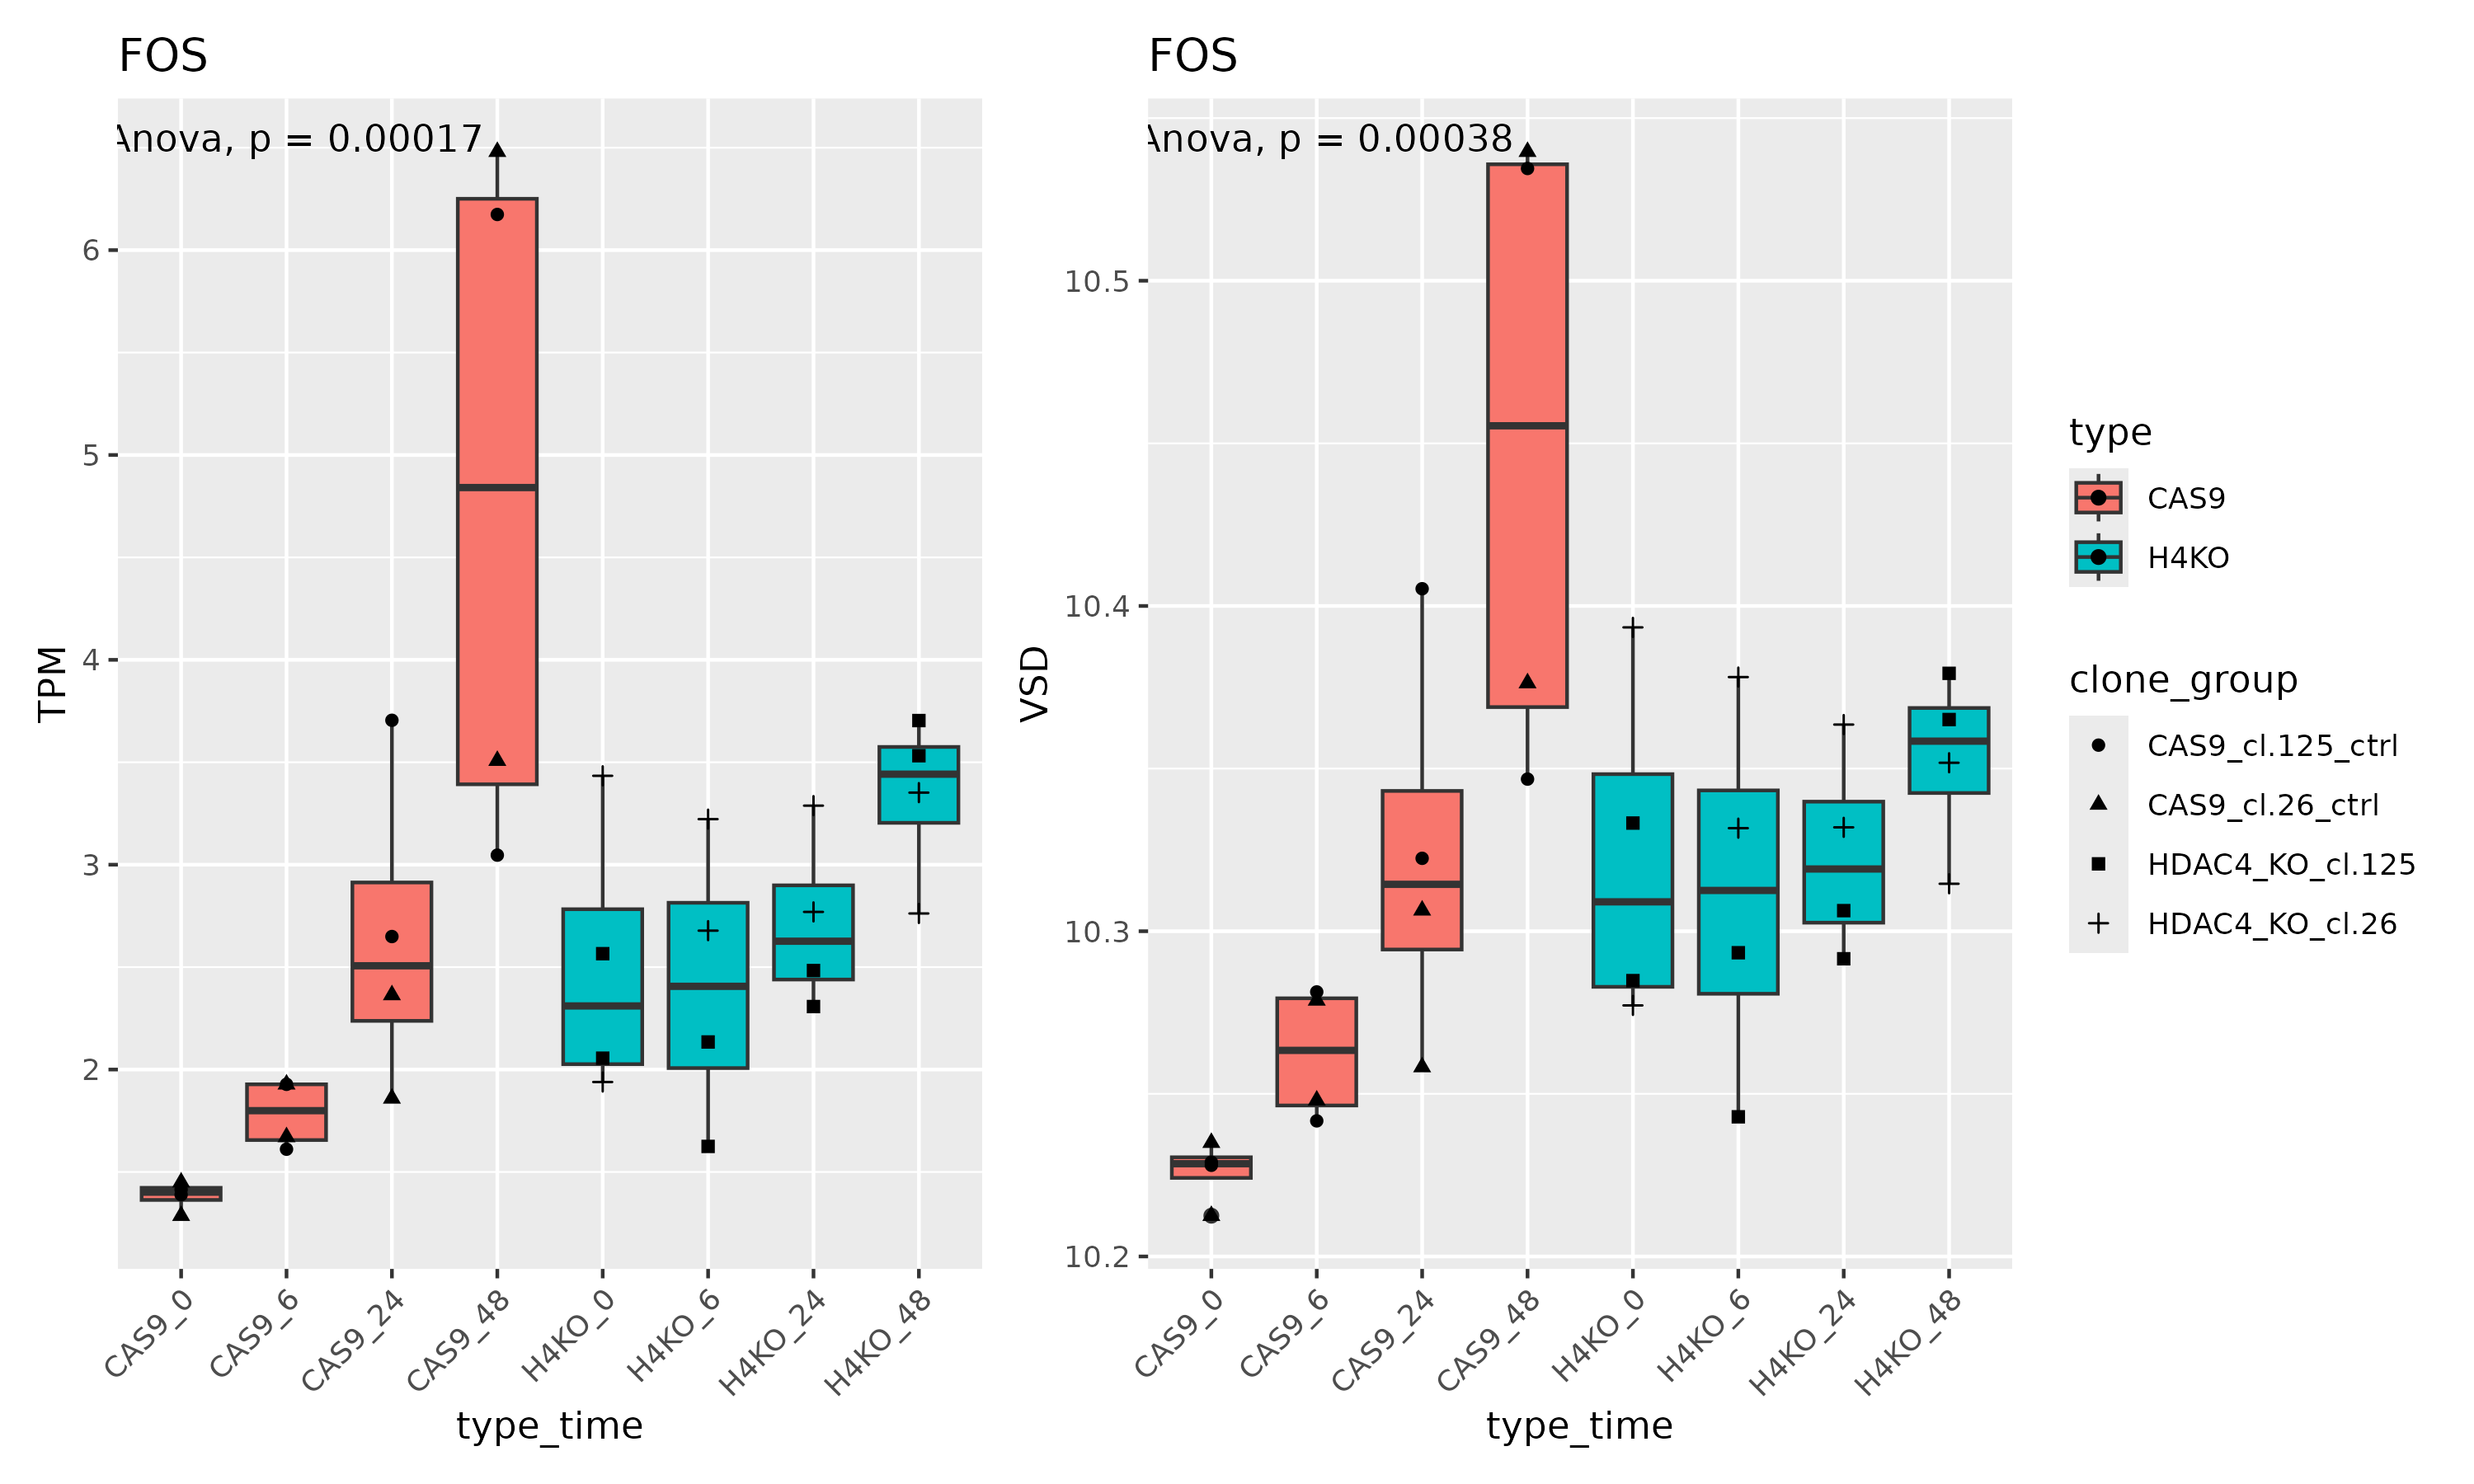 FOS
Anova, p = 0.00017
TPM
6
5
4
3
2
CAS9_0
CAS9_6
CAS9_24
CAS9_48
H4KO_0
H4KO_6
H4KO_24
H4KO_48
type_time
FOS
Anova, p = 0.00038
VSD
10.5
10.4
10.3
10.2
CAS9_0
CAS9_6
CAS9_24
CAS9_48
H4KO_0
H4KO_6
H4KO_24
H4KO_48
type_time
type
CAS9
H4KO
clone_group
CAS9_cl.125_ctrl
CAS9_cl.26_ctrl
HDAC4_KO_cl.125
HDAC4_KO_cl.26